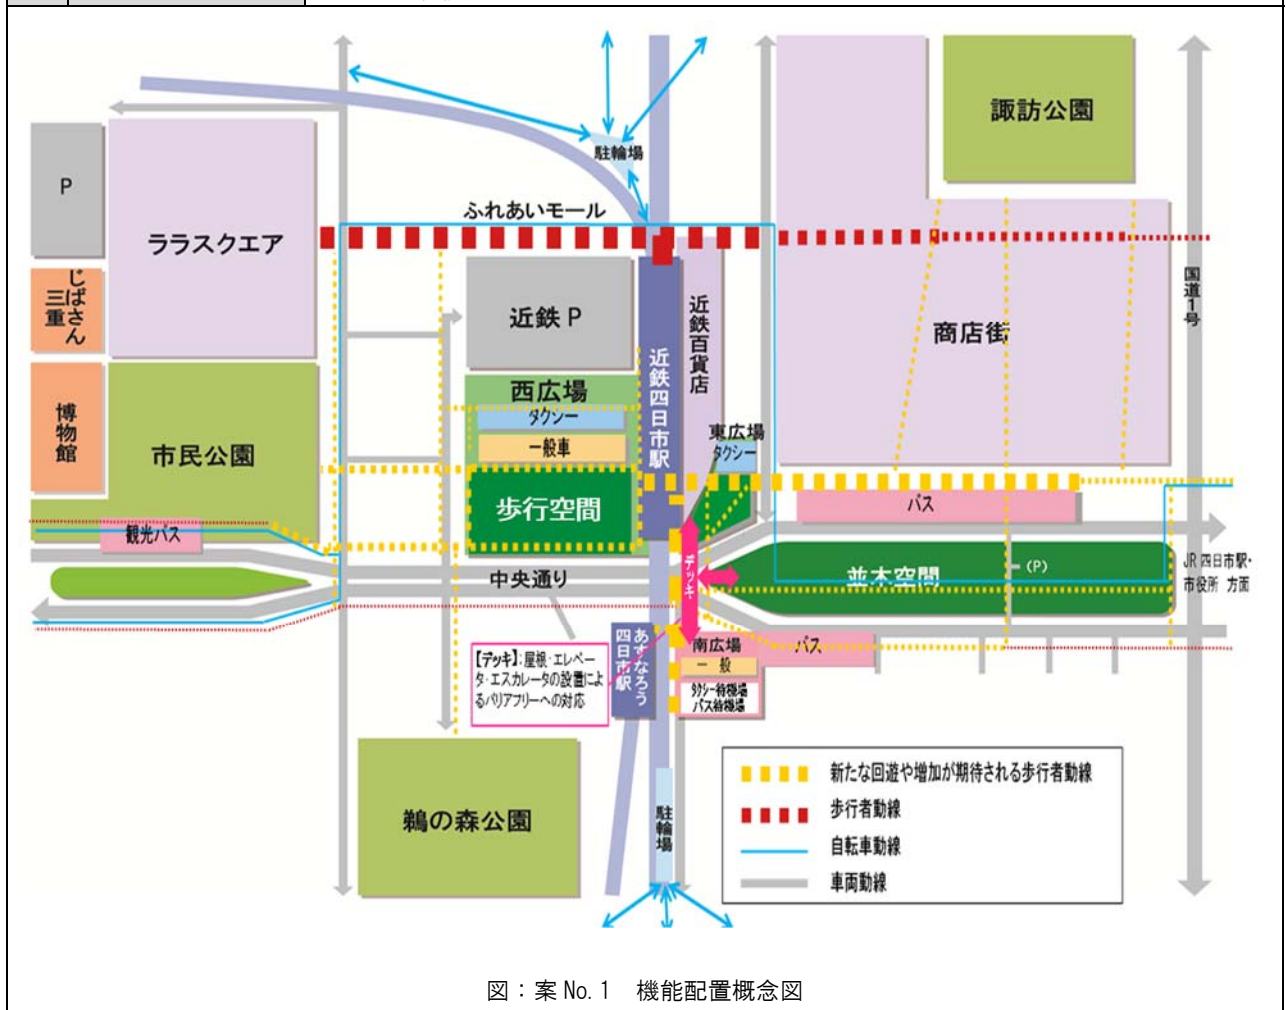 諏訪公園
駐輪場
P
ふれあいモール
ララスクエア
じばさん
三重
近鉄 P
近鉄百貨店
国道1号
商店街
近鉄四日市駅
西広場
タクシー
一般車
東広場
タクシー
博物館
市民公園
歩行空間
バス
観光バス
中央通り
デッキ
並木空間
(P)
JR 四日市駅・
市役所 方面
あすなろう
四日市駅
南広場
一 般
タクシー待機場
バス待機場
バス
【デッキ】:屋根・エレベー
タ・エスカレータの設置によ
るバリアフリーへの対応
鵜の森公園
駐輪場
新たな回遊や増加が期待される歩行者動線
歩行者動線
自転車動線
車両動線
図:案 No.1 機能配置概念図